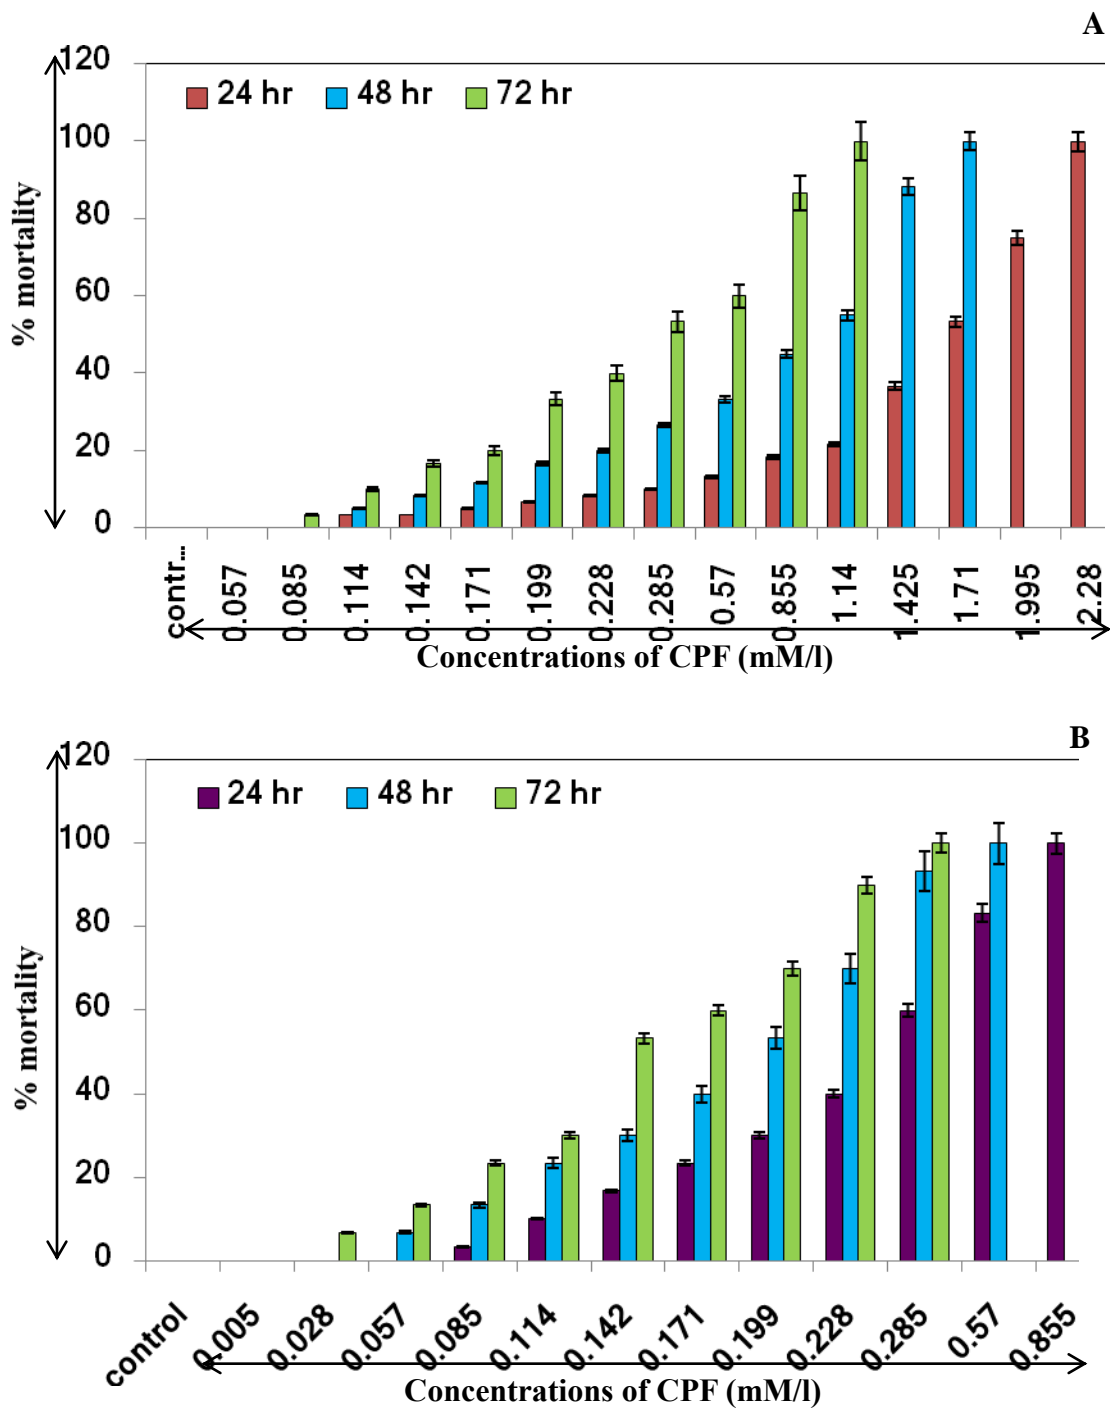 A
120
24 hr 48 hr 72 hr
100
80
60
40
20
0
% mortality
contr... 0.057 0.085 0.114 0.142 0.171 0.199 0.228 0.285 0.57 0.855 1.14 1.425 1.71 1.995 2.28
Concentrations of CPF (mM/l)
B
120
24 hr 48 hr 72 hr
100
80
60
40
20
0
% mortality
control 0.005 0.028 0.057 0.085 0.114 0.142 0.171 0.199 0.228 0.285 0.57 0.855
Concentrations of CPF (mM/l)